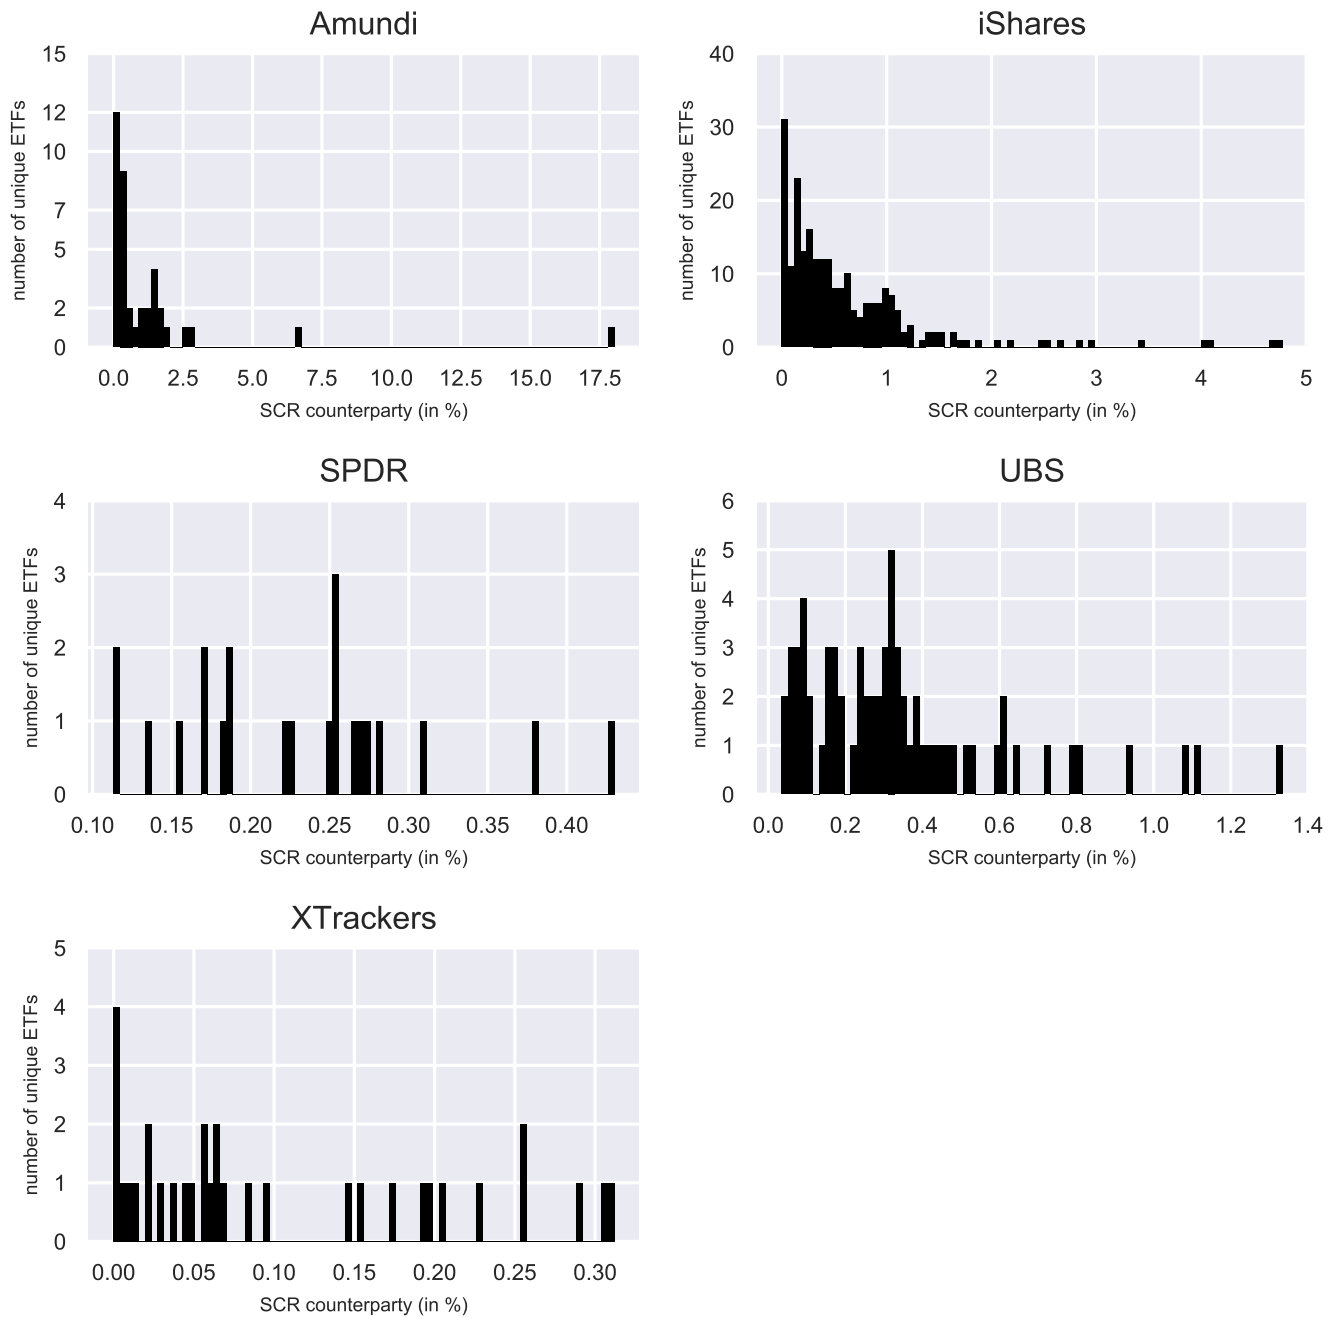 Amundi
15
12
10
7
5
2
0
number of unique ETFs
0.0 2.5 5.0 7.5 10.0 12.5 15.0 17.5
SCR counterparty (in %)
iShares
40
30
20
10
0
number of unique ETFs
0 1 2 3 4 5
SCR counterparty (in %)
SPDR
4
3
2
1
0
number of unique ETFs
0.10 0.15 0.20 0.25 0.30 0.35 0.40
SCR counterparty (in %)
UBS
6
5
4
3
2
1
0
number of unique ETFs
0.0 0.2 0.4 0.6 0.8 1.0 1.2 1.4
SCR counterparty (in %)
XTrackers
5
4
3
2
1
0
number of unique ETFs
0.00 0.05 0.10 0.15 0.20 0.25 0.30
SCR counterparty (in %)